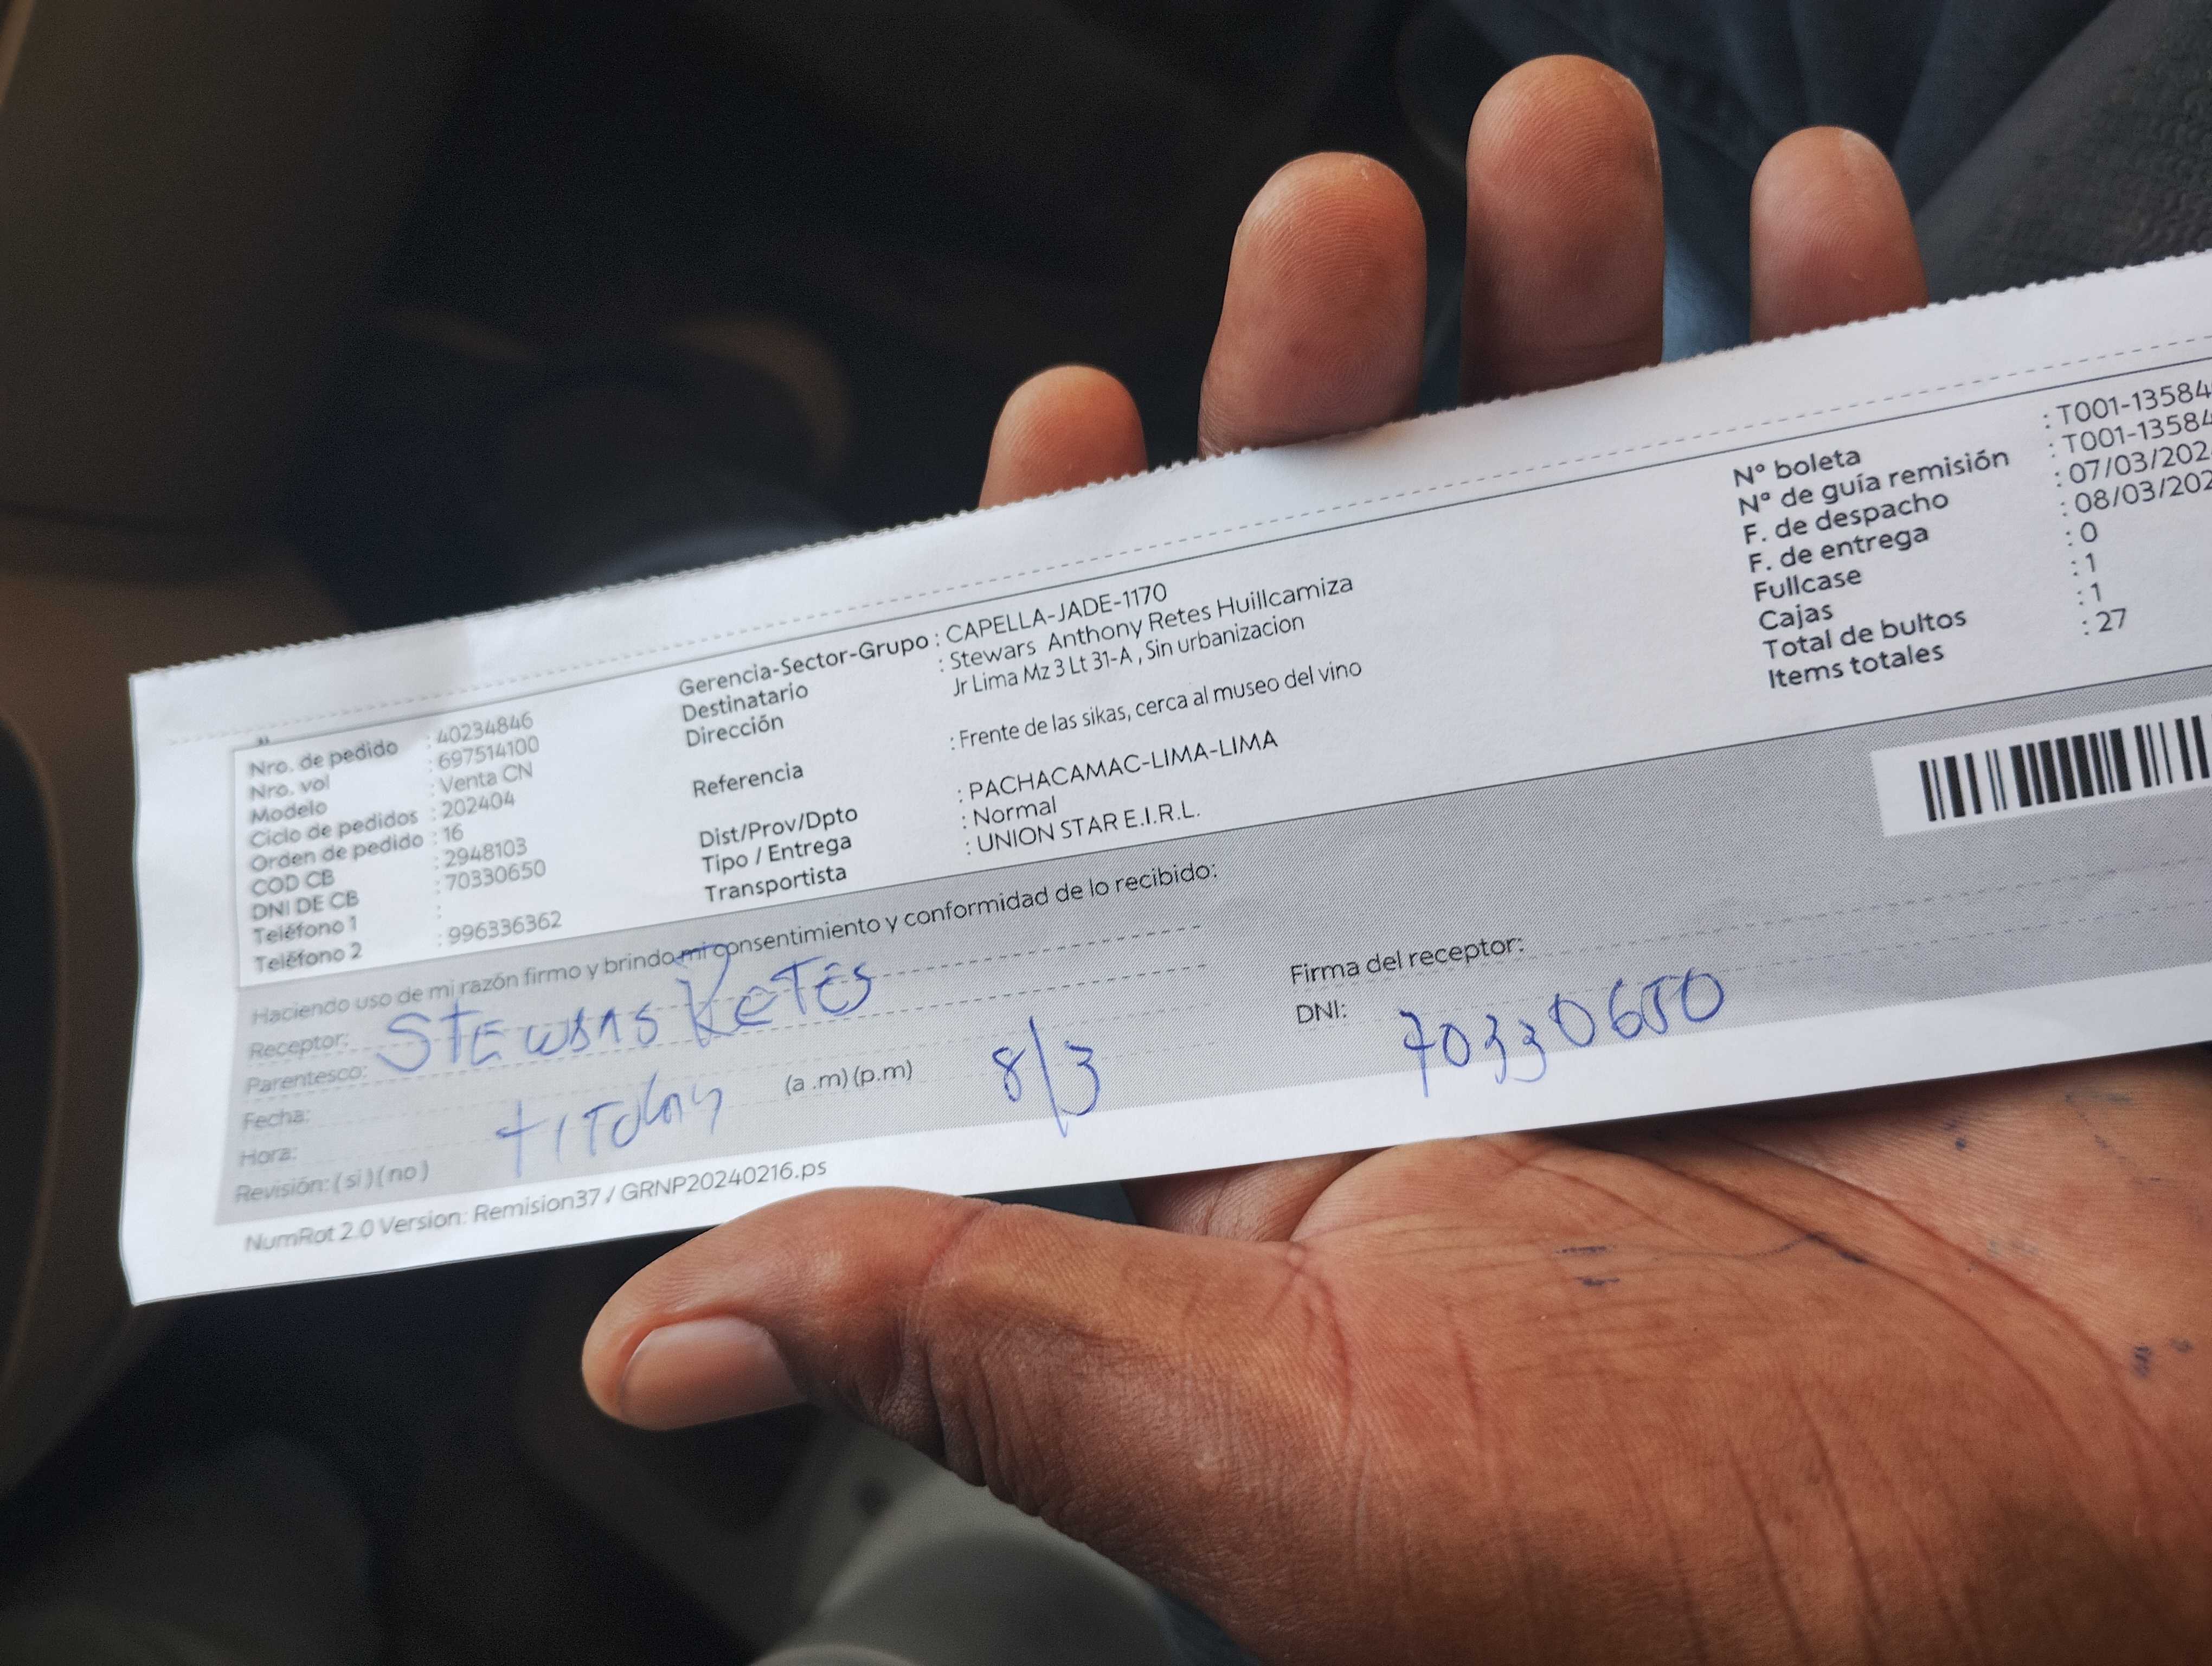 Nro. de pedido : 40234846
Nro. vol : 697514100
Modelo : Venta CN
Ciclo de pedidos : 202404
Orden de pedido : 16
COD CB : 2948103
DNI DE CB : 70330650
Teléfono 1 :
Teléfono 2 : 996336362
Gerencia-Sector-Grupo : CAPELLA-JADE-1170
Destinatario : Stewars Anthony Retes Huillcamiza
Dirección Jr Lima Mz 3 Lt 31-A , Sin urbanizacion
Referencia : Frente de las sikas, cerca al museo del vino
Dist/Prov/Dpto : PACHACAMAC-LIMA-LIMA
Tipo / Entrega : Normal
Transportista : UNION STAR E.I.R.L.
N° boleta : T001-13584
N° de guía remisión : T001-13584
F. de despacho : 07/03/202
F. de entrega : 08/03/202
Fullcase : 0
Cajas : 1
Total de bultos : 1
Items totales : 27
Haciendo uso de mi razón firmo y brindo mi consentimiento y conformidad de lo recibido:
Receptor: STEWARS RETES
Parentesco:
Fecha:
Hora: (a .m) (p.m) 8/3
Revisión: ( si ) ( no )
Firma del receptor:
DNI: 70330650
NumRot 2.0 Version: Remision37 / GRNP20240216.ps